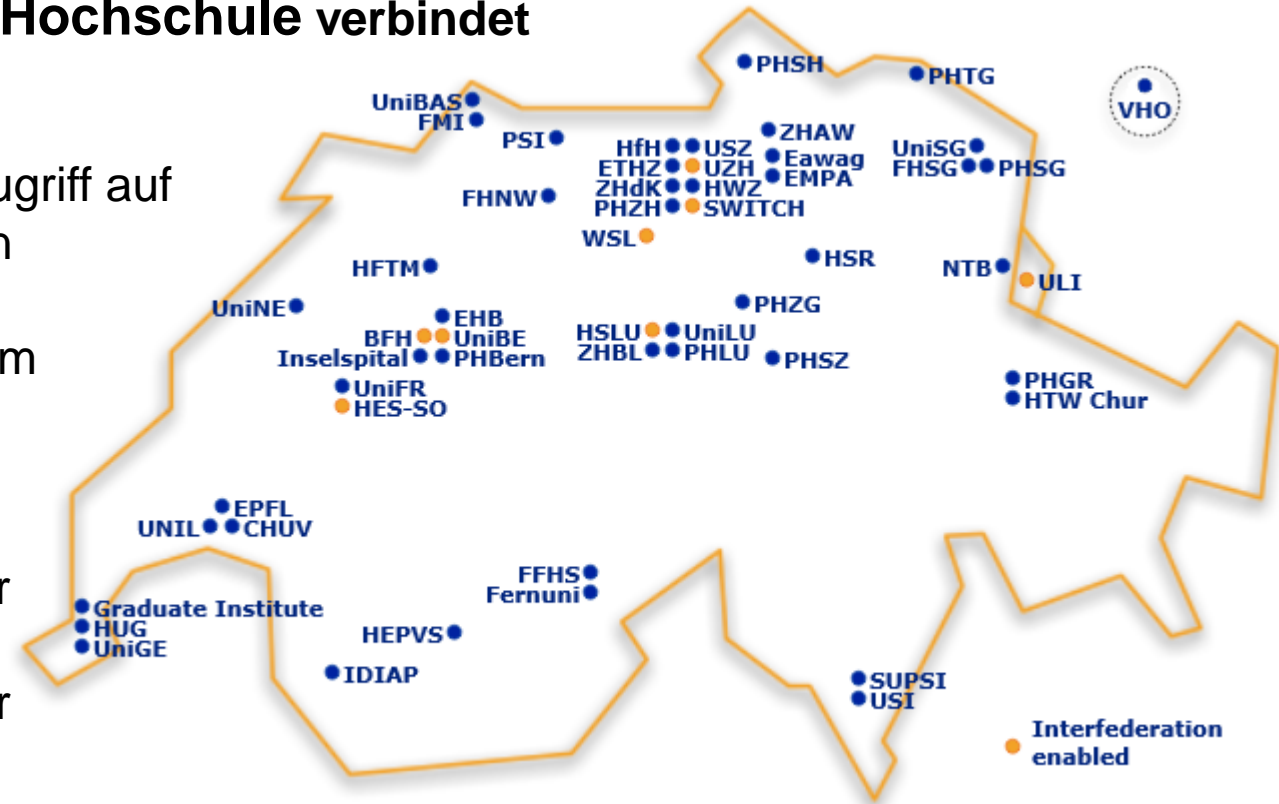 Hochschule verbindet
ugriff auf
n
m
r
r
PHSH
PHTG
VHO
UniBAS
FMI
PSI
ZHAW
HfH USZ
ETHZ UZH
ZHdK HWZ
PHZH SWITCH
Eawag
EMPA
UniSG
FHSG PHSG
FHNW
WSL
HSR
HFTM
NTB
ULI
UniNE
PHZG
EHB
BFH UniBE
Inselspital PHBern
HSLU UniLU
ZHBL PHLU
PHSZ
UniFR
HES-SO
PHGR
HTW Chur
EPFL
UNIL CHUV
FFHS
Fernuni
Graduate Institute
HUG
UniGE
HEPVS
IDIAP
SUPSI
USI
Interfederation
enabled